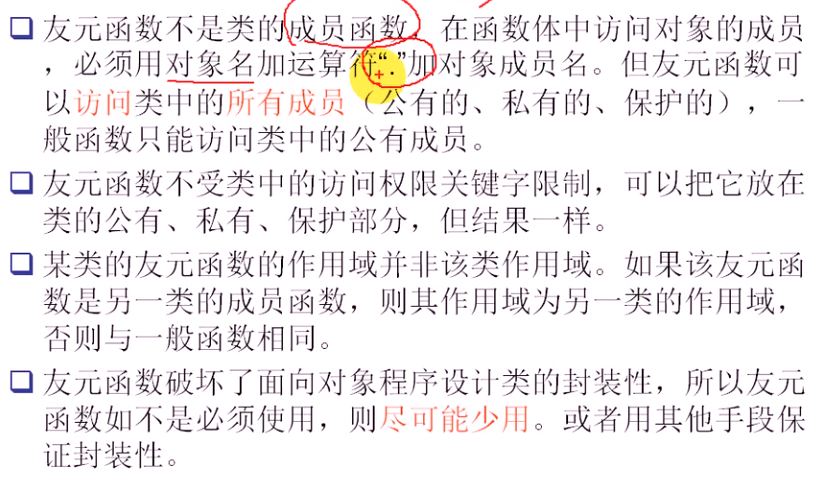 友元函数不是类的成员函数，在函数体中访问对象的成员
，必须用对象名加运算符“.”加对象成员名。但友元函数可
以访问类中的所有成员（公有的、私有的、保护的），一
般函数只能访问类中的公有成员。
友元函数不受类中的访问权限关键字限制，可以把它放在
类的公有、私有、保护部分，但结果一样。
某类的友元函数的作用域并非该类作用域。如果该友元函
数是另一类的成员函数，则其作用域为另一类的作用域，
否则与一般函数相同。
友元函数破坏了面向对象程序设计类的封装性，所以友元
函数如不是必须使用，则尽可能少用。或者用其他手段保
证封装性。